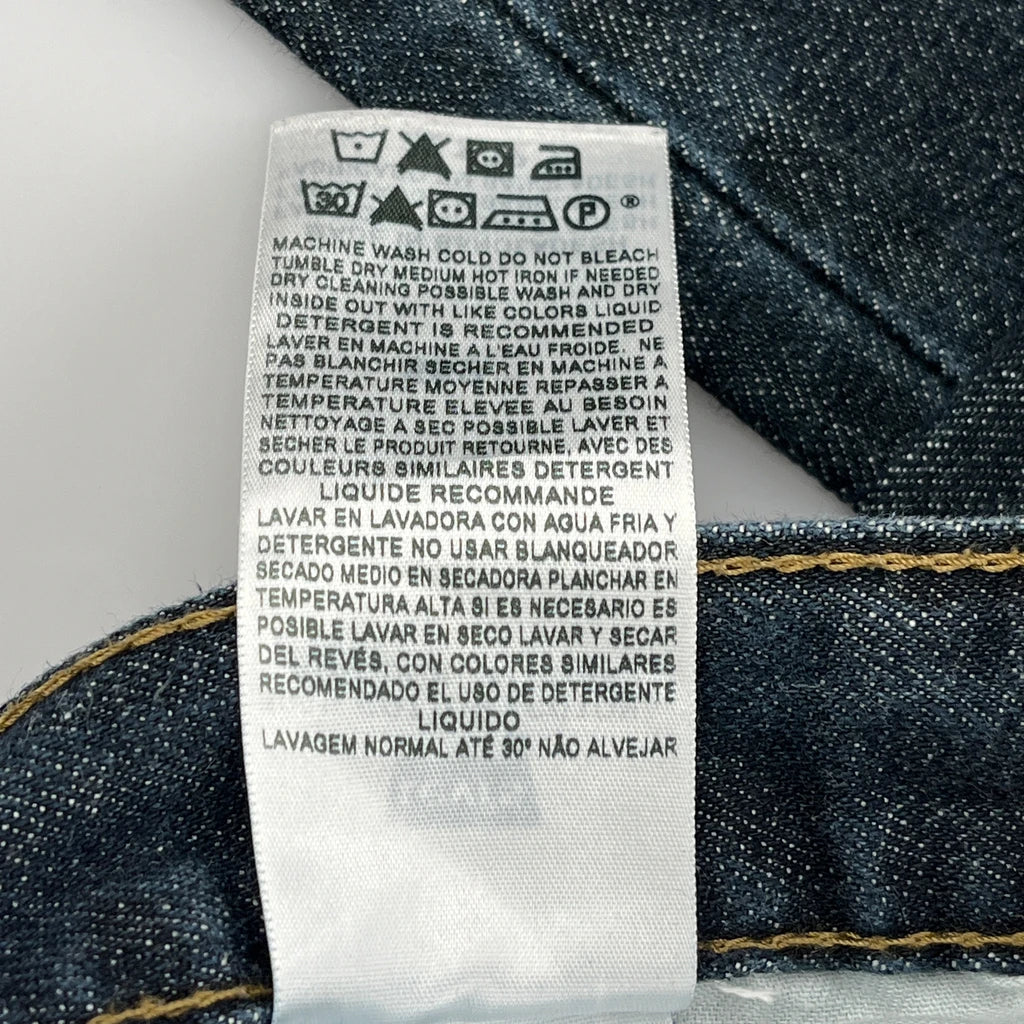 30 P ®
MACHINE WASH COLD DO NOT BLEACH
TUMBLE DRY MEDIUM HOT IRON IF NEEDED
DRY CLEANING POSSIBLE WASH AND DRY
INSIDE OUT WITH LIKE COLORS LIQUID
DETERGENT IS RECOMMENDED
LAVER EN MACHINE A L'EAU FROIDE, NE
PAS BLANCHIR SECHER EN MACHINE A
TEMPERATURE MOYENNE REPASSER A
TEMPERATURE ELEVEE AU BESOIN
NETTOYAGE A SEC POSSIBLE LAVER ET
SECHER LE PRODUIT RETOURNE, AVEC DES
COULEURS SIMILAIRES DETERGENT
LIQUIDE RECOMMANDE
LAVAR EN LAVADORA CON AGUA FRIA Y
DETERGENTE NO USAR BLANQUEADOR
SECADO MEDIO EN SECADORA PLANCHAR EN
TEMPERATURA ALTA SI ES NECESARIO ES
POSIBLE LAVAR EN SECO LAVAR Y SECAR
DEL REVÉS, CON COLORES SIMILARES
RECOMENDADO EL USO DE DETERGENTE
LIQUIDO
LAVAGEM NORMAL ATÉ 30° NÃO ALVEJAR